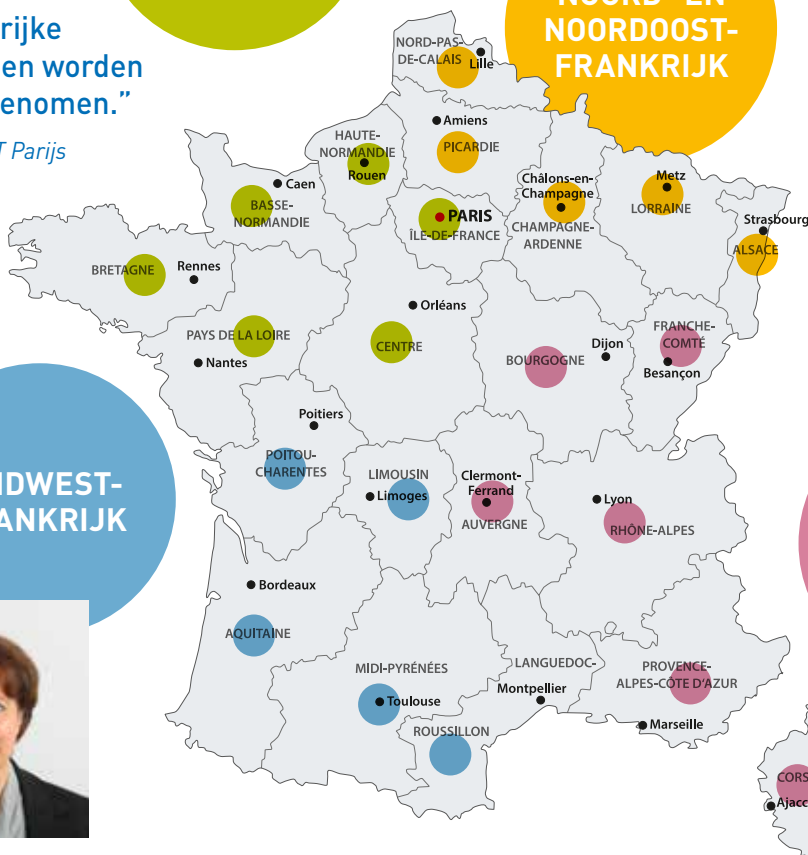 rijke
en worden
enomen.”
T Parijs
NOORD- EN
NOORDOOST-
FRANKRIJK
IDWEST-
ANKRIJK
NORD-PAS-
DE-CALAIS
Lille
Amiens
PICARDIE
HAUTE-
NORMANDIE
Rouen
Caen
BASSE-
NORMANDIE
PARIS
ÎLE-DE-FRANCE
Châlons-en-
Champagne
CHAMPAGNE-
ARDENNE
Metz
LORRAINE
Strasbourg
ALSACE
BRETAGNE
Rennes
PAYS DE LA LOIRE
Nantes
Orléans
CENTRE
BOURGOGNE
Dijon
FRANCHE-
COMTÉ
Besançon
Poitiers
POITOU-
CHARENTES
LIMOUSIN
Limoges
Clermont-
Ferrand
AUVERGNE
Lyon
RHÔNE-ALPES
Bordeaux
AQUITAINE
MIDI-PYRÉNÉES
Toulouse
LANGUEDOC-
Montpellier
ROUSSILLON
PROVENCE-
ALPES-CÔTE D'AZUR
Marseille
CORS
Ajacc